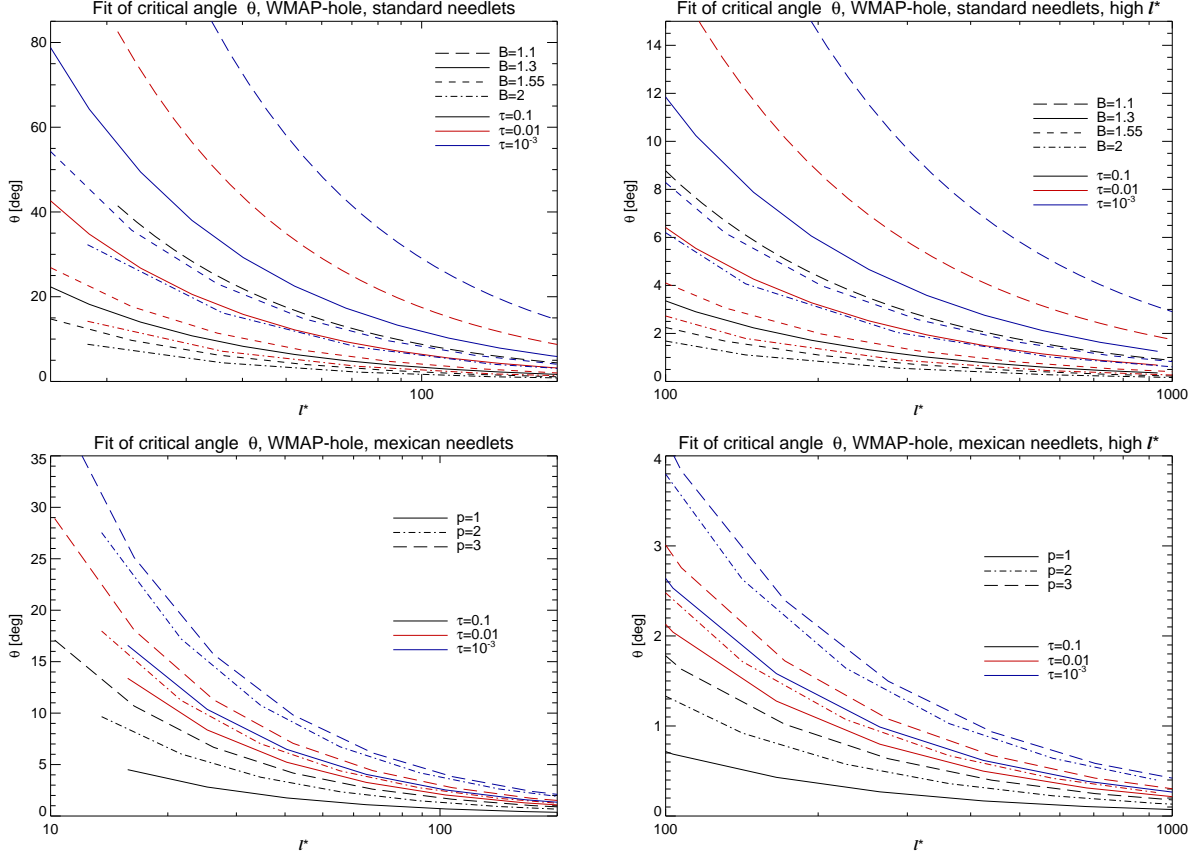 Fit of critical angle θ, WMAP-hole, standard needlets
80
60
40
20
0
θ [deg]
B=1.1
B=1.3
B=1.55
B=2
τ=0.1
τ=0.01
τ=10⁻³
100
l*
Fit of critical angle θ, WMAP-hole, standard needlets, high l*
14
12
10
8
6
4
2
0
θ [deg]
B=1.1
B=1.3
B=1.55
B=2
τ=0.1
τ=0.01
τ=10⁻³
100
1000
l*
Fit of critical angle θ, WMAP-hole, mexican needlets
35
30
25
20
15
10
5
0
θ [deg]
p=1
p=2
p=3
τ=0.1
τ=0.01
τ=10⁻³
10
100
l*
Fit of critical angle θ, WMAP-hole, mexican needlets, high l*
4
3
2
1
0
θ [deg]
p=1
p=2
p=3
τ=0.1
τ=0.01
τ=10⁻³
100
1000
l*